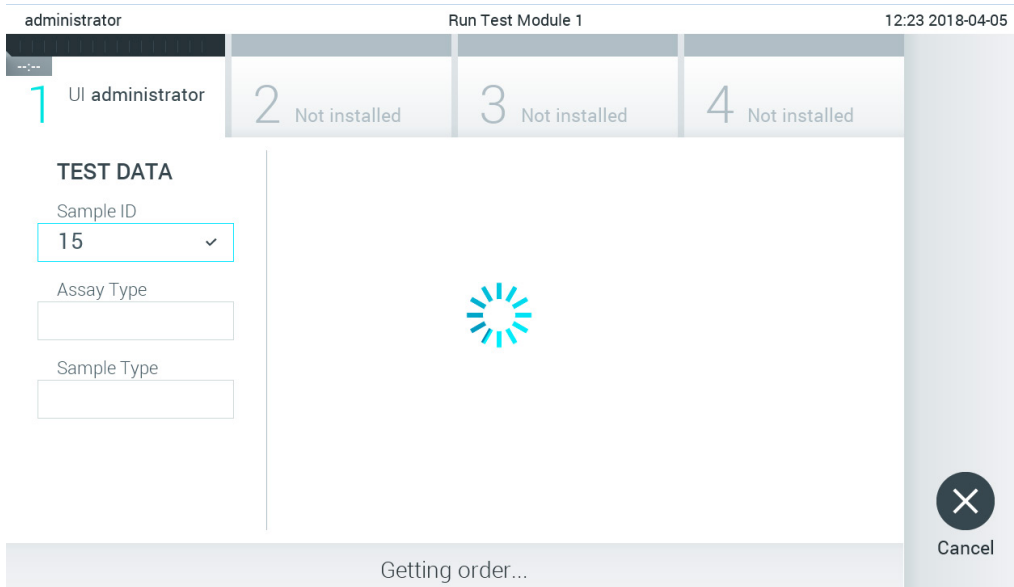 administrator Run Test Module 1 12:23 2018-04-05
--:--
1 UI administrator 2 Not installed 3 Not installed 4 Not installed
TEST DATA
Sample ID
15
Assay Type
Sample Type
Cancel
Getting order...